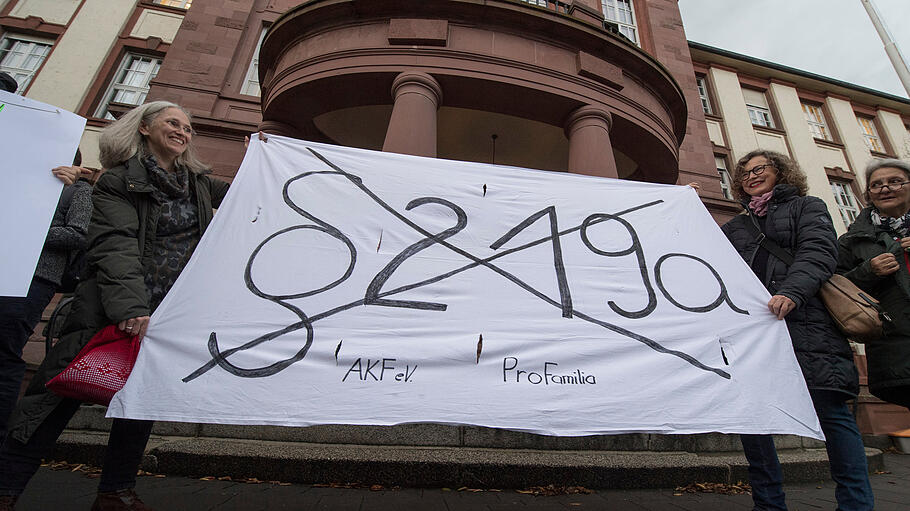 §219a
AKF e.V.
ProFamilia